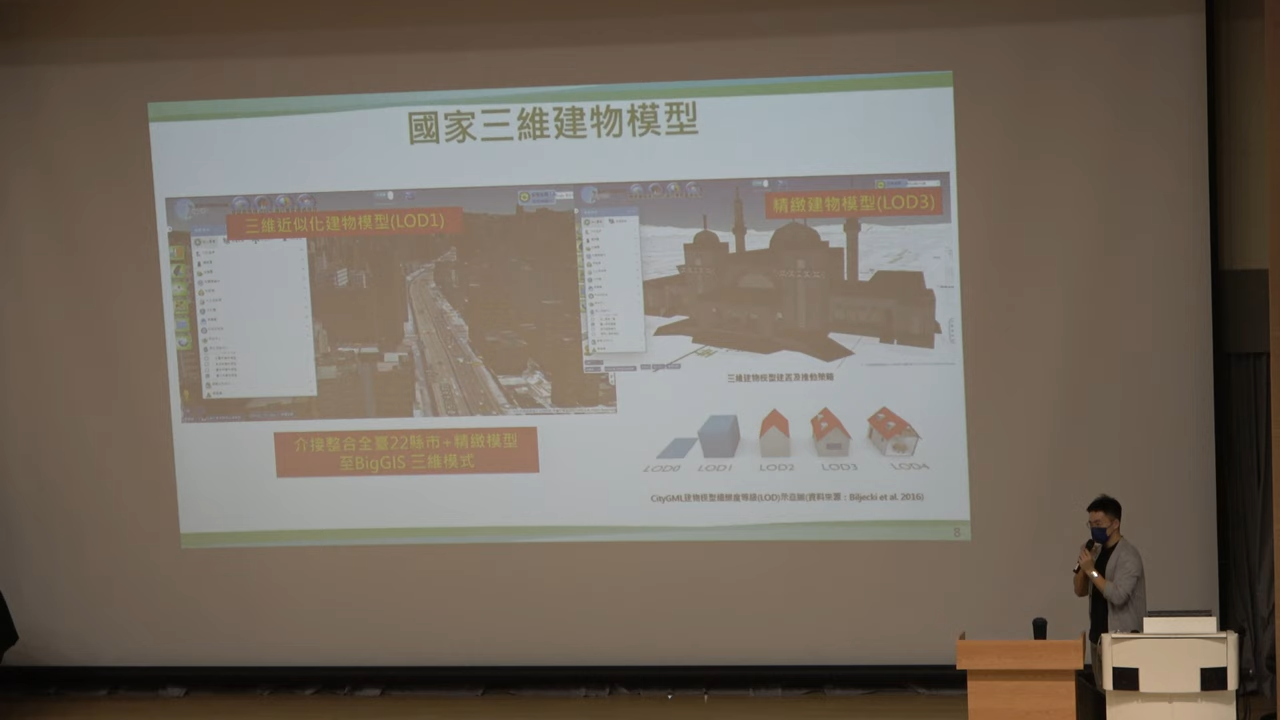 國家三維建物模型
三維近似化建物模型(LOD1)
精緻建物模型(LOD3)
三維建物模型建置及推動策略
介接整合全臺22縣市+精緻模型
至BigGIS 三維模式
LOD0 LOD1 LOD2 LOD3 LOD4
CityGML建物模型細緻度等級(LOD)示意圖(資料來源：Biljecki et al. 2016)
8